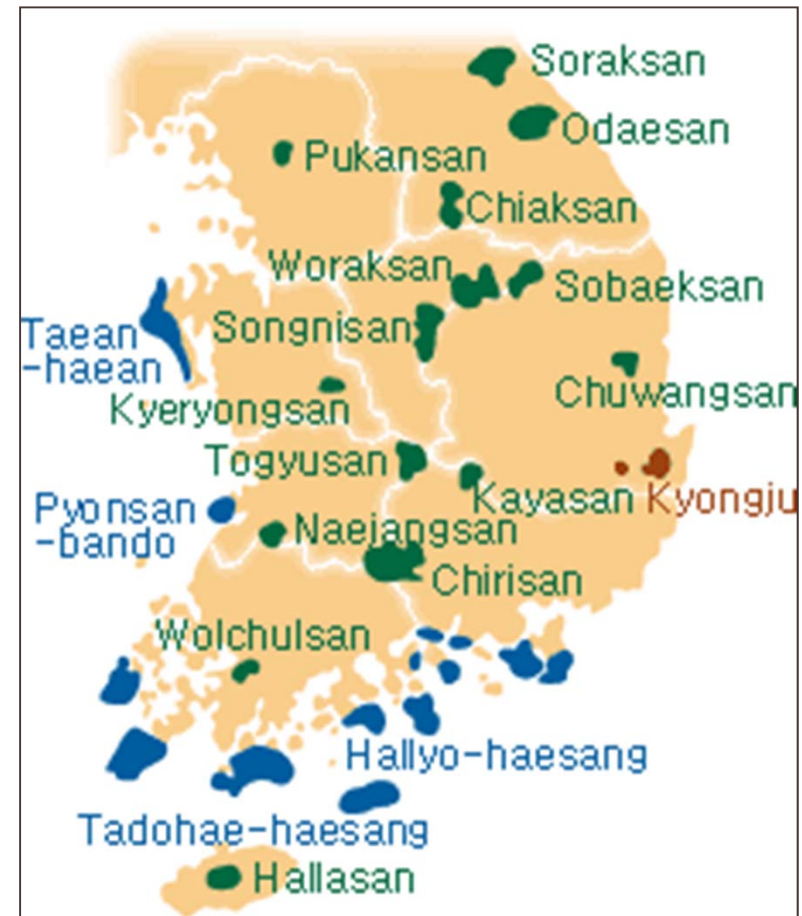 Soraksan
Odaesan
Pukansan
Chiaksan
Woraksan
Sobaeksan
Songnisan
Taean
-haean
Chuwangsan
Kyeryongsan
Togyusan
Kayasan
Kyongju
Pyonsan
-bando
Naejangsan
Chirisan
Wolchulsan
Hallyo-haesang
Tadohae-haesang
Hallasan